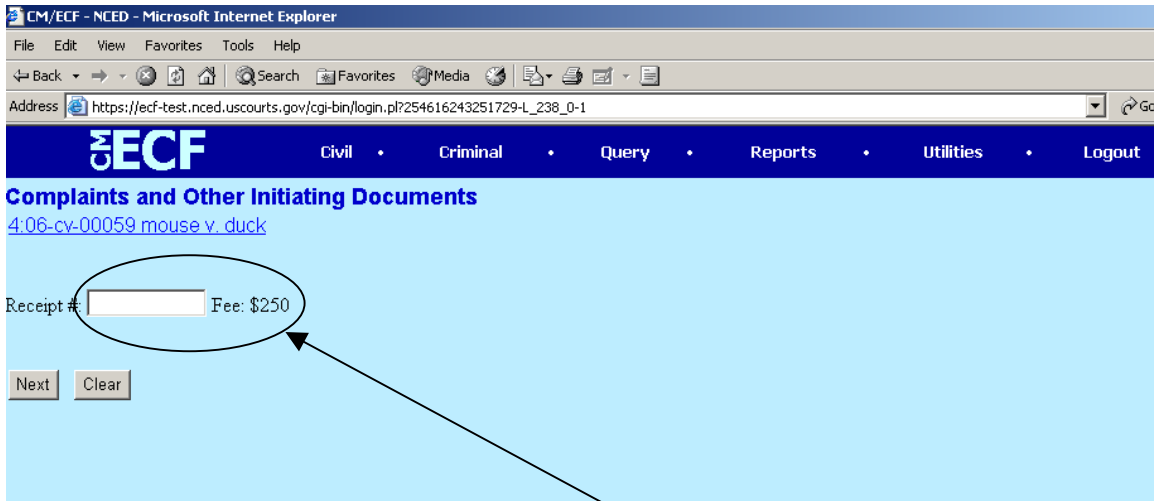 CM/ECF - NCED - Microsoft Internet Explorer
File Edit View Favorites Tools Help
Back Search Favorites Media
Address https://ecf-test.nced.uscourts.gov/cgi-bin/login.pl?254616243251729-L_238_0-1 Go
CM ECF Civil • Criminal • Query • Reports • Utilities • Logout
Complaints and Other Initiating Documents
4:06-cv-00059 mouse v. duck
Receipt #: Fee: $250
Next Clear